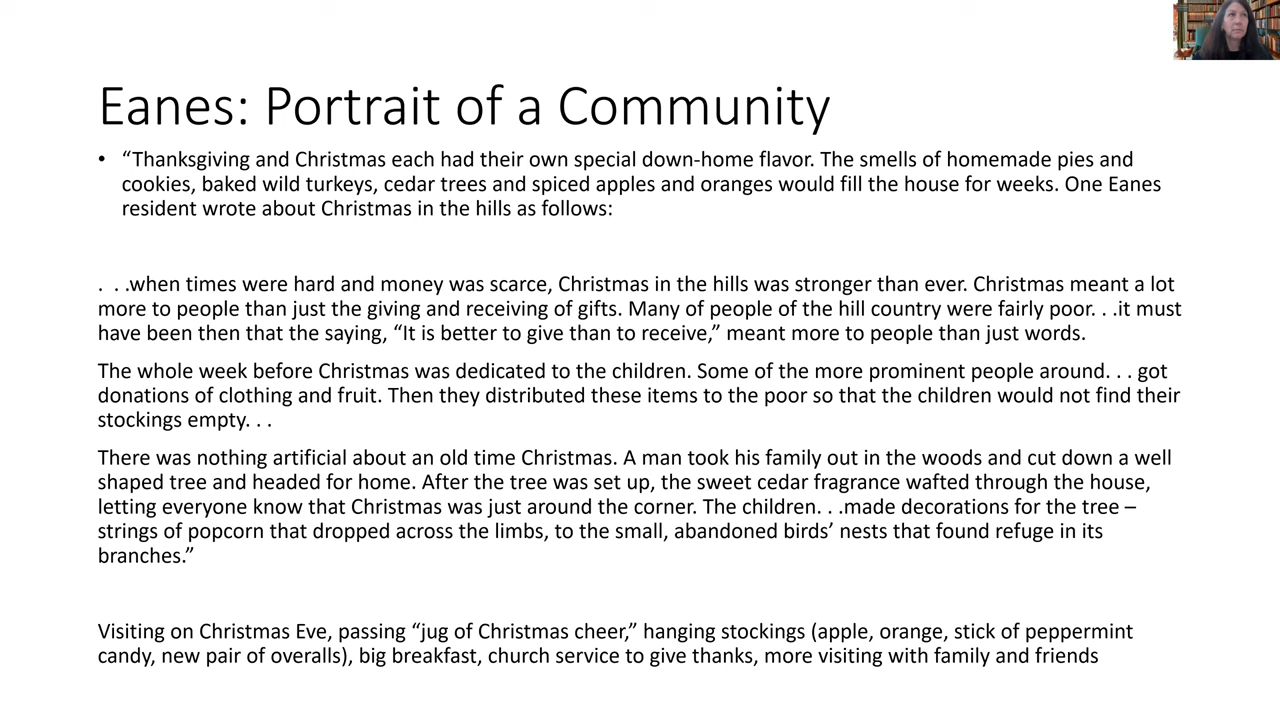 Eanes: Portrait of a Community
• “Thanksgiving and Christmas each had their own special down-home flavor. The smells of homemade pies and
cookies, baked wild turkeys, cedar trees and spiced apples and oranges would fill the house for weeks. One Eanes
resident wrote about Christmas in the hills as follows:
. . .when times were hard and money was scarce, Christmas in the hills was stronger than ever. Christmas meant a lot
more to people than just the giving and receiving of gifts. Many of people of the hill country were fairly poor. . .it must
have been then that the saying, “It is better to give than to receive,” meant more to people than just words.
The whole week before Christmas was dedicated to the children. Some of the more prominent people around. . . got
donations of clothing and fruit. Then they distributed these items to the poor so that the children would not find their
stockings empty. . .
There was nothing artificial about an old time Christmas. A man took his family out in the woods and cut down a well
shaped tree and headed for home. After the tree was set up, the sweet cedar fragrance wafted through the house,
letting everyone know that Christmas was just around the corner. The children. . .made decorations for the tree –
strings of popcorn that dropped across the limbs, to the small, abandoned birds’ nests that found refuge in its
branches.”
Visiting on Christmas Eve, passing “jug of Christmas cheer,” hanging stockings (apple, orange, stick of peppermint
candy, new pair of overalls), big breakfast, church service to give thanks, more visiting with family and friends